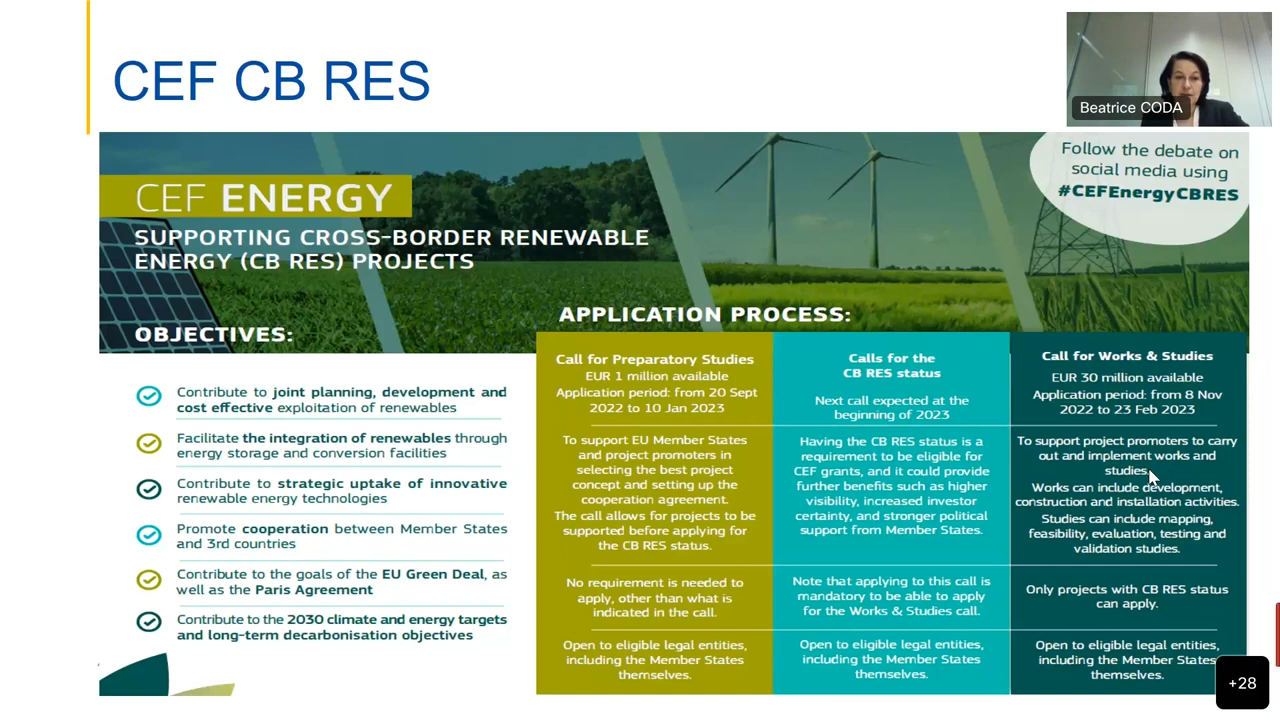 CEF CB RES
Beatrice CODA
Follow the debate on
social media using
#CEFEnergyCBRES
CEF ENERGY
SUPPORTING CROSS-BORDER RENEWABLE
ENERGY (CB RES) PROJECTS
OBJECTIVES:
Contribute to joint planning, development and
cost effective exploitation of renewables
Facilitate the integration of renewables through
energy storage and conversion facilities
Contribute to strategic uptake of innovative
renewable energy technologies
Promote cooperation between Member States
and 3rd countries
Contribute to the goals of the EU Green Deal, as
well as the Paris Agreement
Contribute to the 2030 climate and energy targets
and long-term decarbonisation objectives
APPLICATION PROCESS:
Call for Preparatory Studies
EUR 1 million available
Application period: from 20 Sept
2022 to 10 Jan 2023
To support EU Member States
and project promoters in
selecting the best project
concept and setting up the
cooperation agreement.
The call allows for projects to be
supported before applying for
the CB RES status.
No requirement is needed to
apply, other than what is
indicated in the call.
Open to eligible legal entities,
including the Member States
themselves.
Calls for the
CB RES status
Next call expected at the
beginning of 2023
Having the CB RES status is a
requirement to be eligible for
CEF grants, and it could provide
further benefits such as higher
visibility, increased investor
certainty, and stronger political
support from Member States.
Note that applying to this call is
mandatory to be able to apply
for the Works & Studies call.
Open to eligible legal entities,
including the Member States
themselves.
Call for Works & Studies
EUR 30 million available
Application period: from 8 Nov
2022 to 23 Feb 2023
To support project promoters to carry
out and implement works and
studies.
Works can include development,
construction and installation activities.
Studies can include mapping,
feasibility, evaluation, testing and
validation studies.
Only projects with CB RES status
can apply.
Open to eligible legal entities,
including the Member States
themselves.
+28